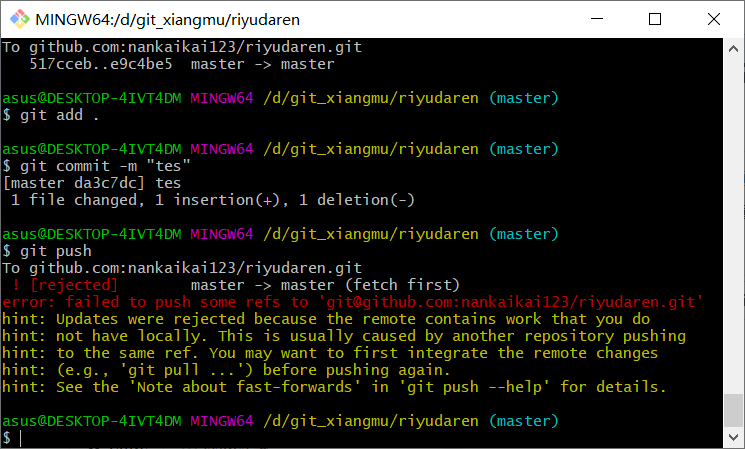 MINGW64:/d/git_xiangmu/riyudaren
To github.com:nankaikai123/riyudaren.git
   517cceb..e9c4be5  master -> master
asus@DESKTOP-4IVT4DM MINGW64 /d/git_xiangmu/riyudaren (master)
$ git add .
asus@DESKTOP-4IVT4DM MINGW64 /d/git_xiangmu/riyudaren (master)
$ git commit -m "tes"
[master da3c7dc] tes
 1 file changed, 1 insertion(+), 1 deletion(-)
asus@DESKTOP-4IVT4DM MINGW64 /d/git_xiangmu/riyudaren (master)
$ git push
To github.com:nankaikai123/riyudaren.git
 ! [rejected]        master -> master (fetch first)
error: failed to push some refs to 'git@github.com:nankaikai123/riyudaren.git'
hint: Updates were rejected because the remote contains work that you do
hint: not have locally. This is usually caused by another repository pushing
hint: to the same ref. You may want to first integrate the remote changes
hint: (e.g., 'git pull ...') before pushing again.
hint: See the 'Note about fast-forwards' in 'git push --help' for details.
asus@DESKTOP-4IVT4DM MINGW64 /d/git_xiangmu/riyudaren (master)
$